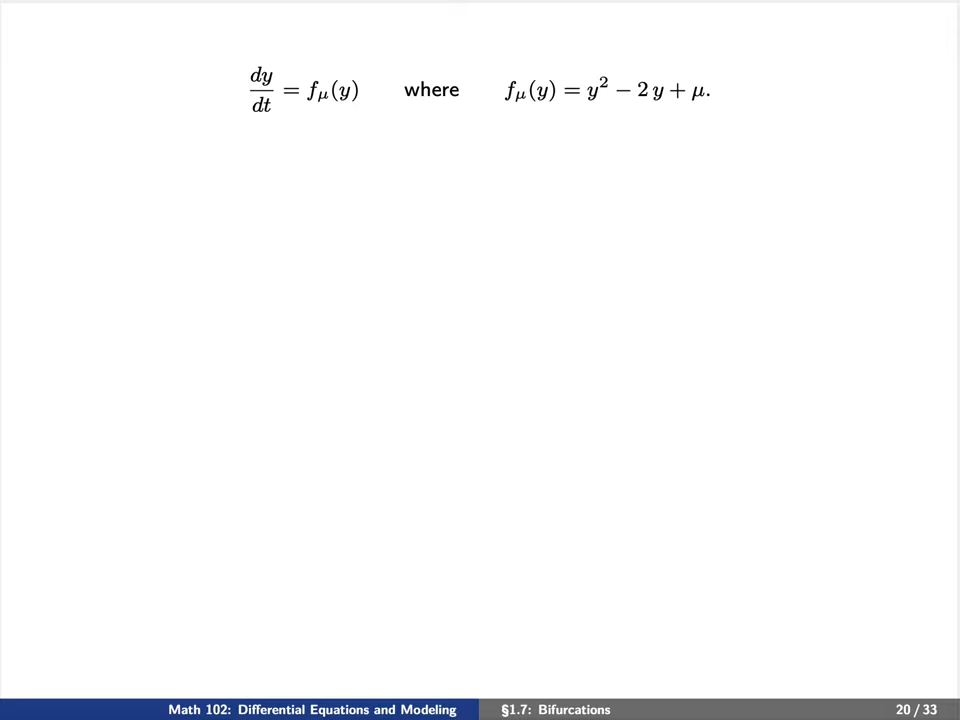 dy/dt = f_μ(y) where f_μ(y) = y² − 2 y + μ.
Math 102: Differential Equations and Modeling §1.7: Bifurcations 20 / 33